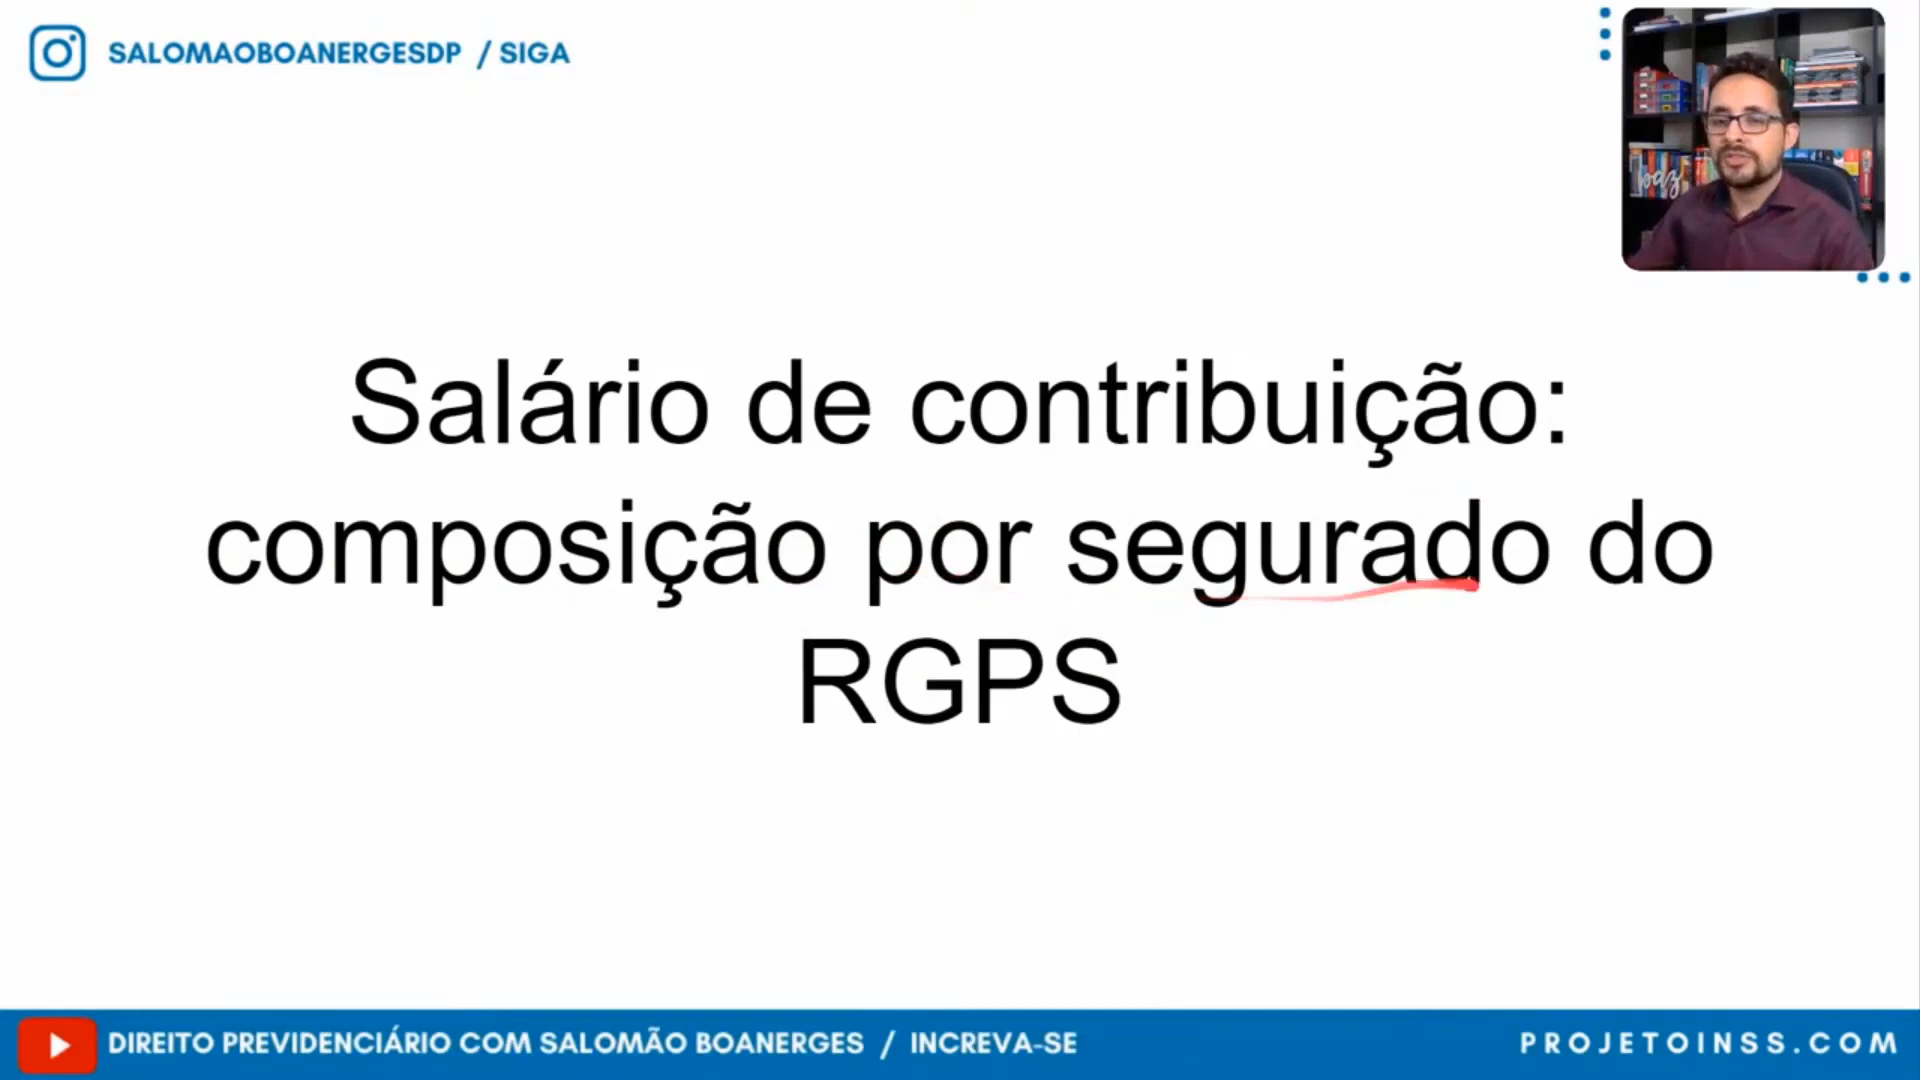 SALOMAOBOANERGESDP / SIGA
Salário de contribuição:
composição por segurado do
RGPS
DIREITO PREVIDENCIÁRIO COM SALOMÃO BOANERGES / INCREVA-SE
PROJETOINSS.COM